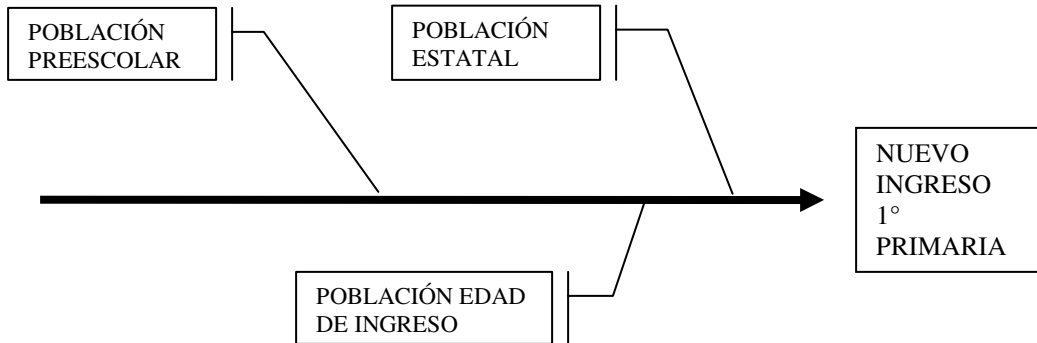 POBLACIÓN
PREESCOLAR
POBLACIÓN
ESTATAL
NUEVO
INGRESO
1°
PRIMARIA
POBLACIÓN EDAD
DE INGRESO